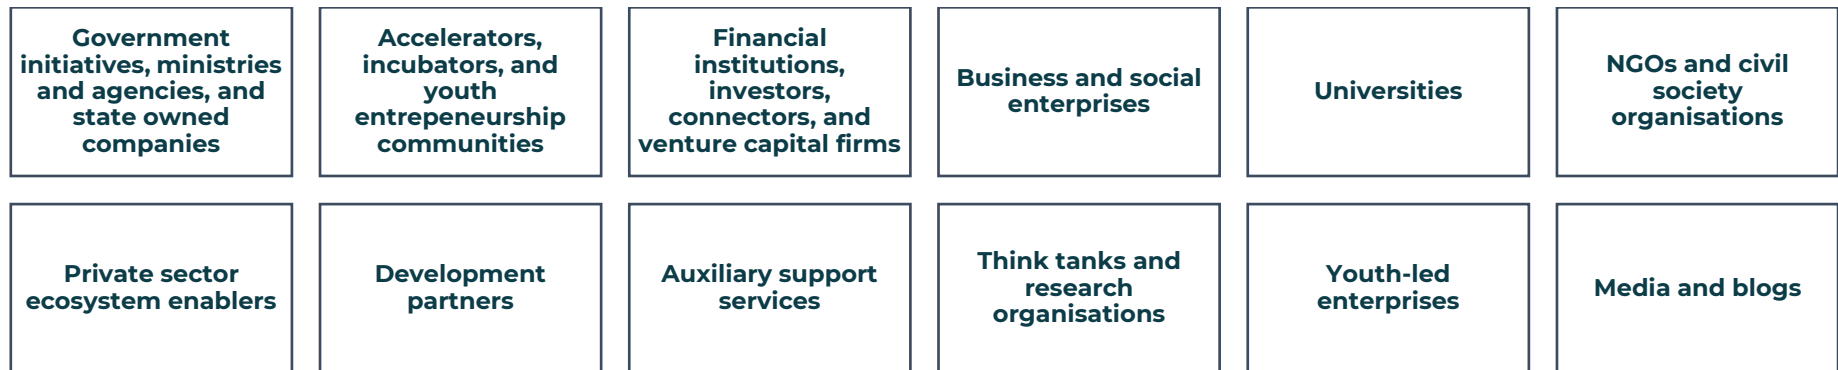 Government
initiatives, ministries
and agencies, and
state owned
companies
Accelerators,
incubators, and
youth
entrepeneurship
communities
Financial
institutions,
investors,
connectors, and
venture capital firms
Business and social
enterprises
Universities
NGOs and civil
society
organisations
Private sector
ecosystem enablers
Development
partners
Auxiliary support
services
Think tanks and
research
organisations
Youth-led
enterprises
Media and blogs